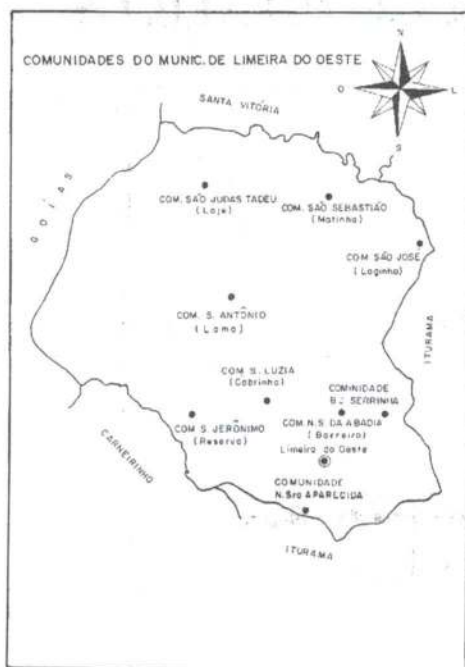 COMUNIDADES DO MUNIC. DE LIMEIRA DO OESTE
N
O
L
S
SANTA VITÓRIA
GOIÁS
COM. SÃO JUDAS TADEU
(Laje)
COM. SÃO SEBASTIÃO
(Matinha)
COM. SÃO JOSÉ
(Laginha)
ITURAMA
COM. S. ANTÔNIO
(Lama)
COM. S. LUZIA
(Cabrinha)
COMINIDADE
SERRINHA
COM. S. JERÔNIMO
(Reserva)
COM. N.S. DA ABADIA
(Barreiro)
Limeira do Oeste
CARNEIRINHO
COMUNIDADE
N. Sra APARECIDA
ITURAMA